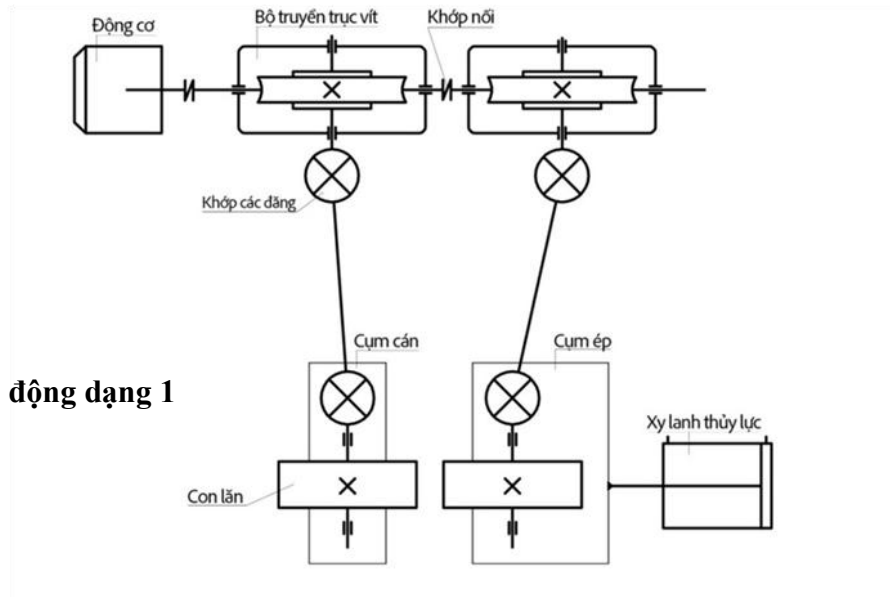 Động cơ
Bộ truyển trục vít
Khớp nối
Khớp các đăng
Cụm cán
Cụm ép
động dạng 1
Xy lanh thủy lực
Con lăn